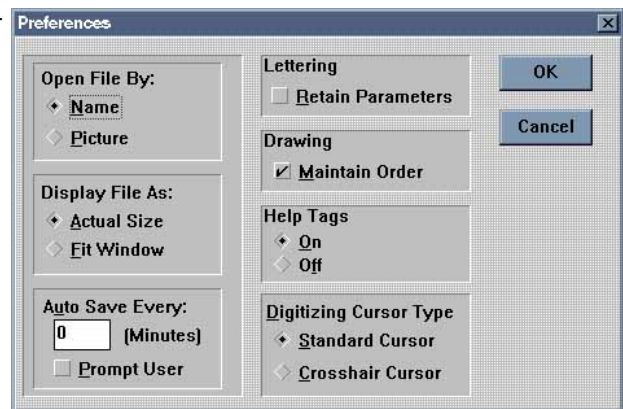 Preferences
Open File By:
Name
Picture
Display File As:
Actual Size
Fit Window
Auto Save Every:
0 (Minutes)
Prompt User
Lettering
Retain Parameters
Drawing
Maintain Order
Help Tags
On
Off
Digitizing Cursor Type
Standard Cursor
Crosshair Cursor
OK
Cancel